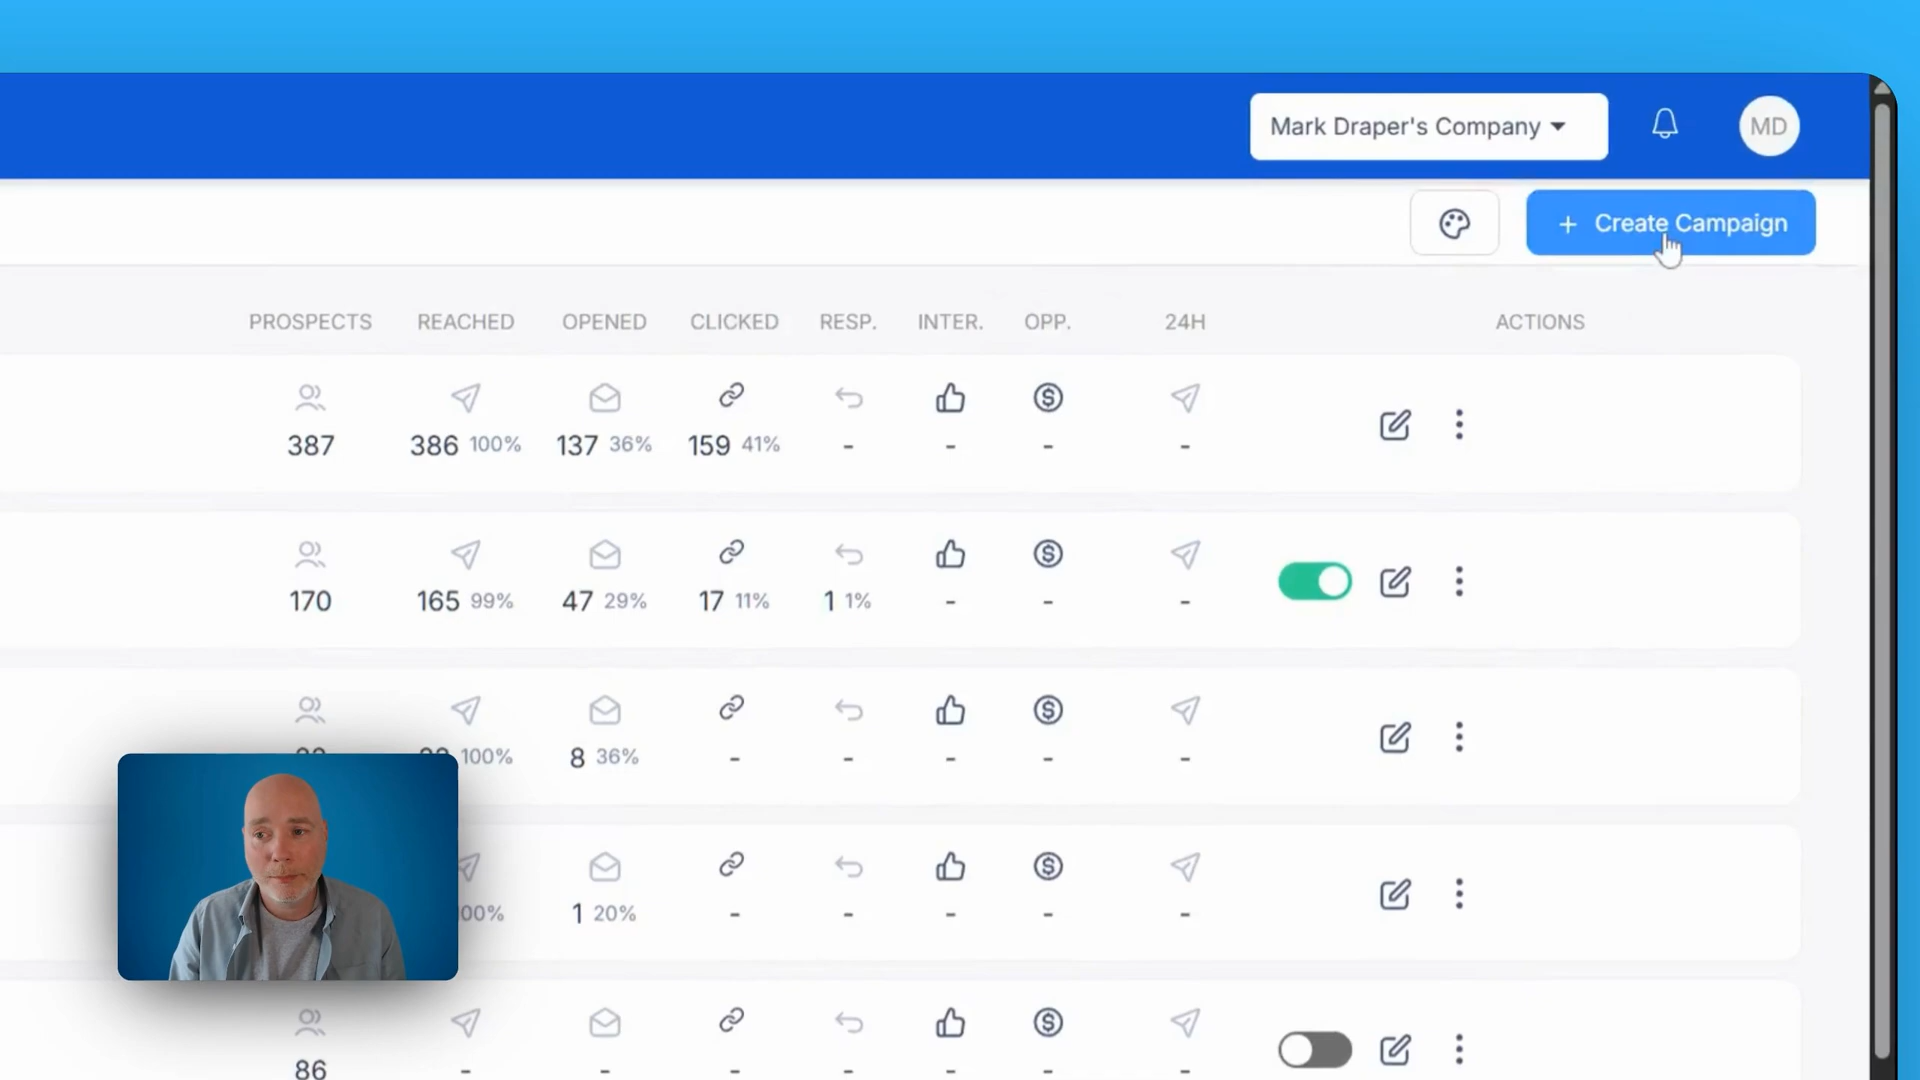 Mark Draper's Company
MD
+ Create Campaign
PROSPECTS REACHED OPENED CLICKED RESP. INTER. OPP. 24H ACTIONS
387 386 100% 137 36% 159 41% - - - -
170 165 99% 47 29% 17 11% 1 1% - - -
100% 8 36% - - - - -
1 20% - - - - -
86 - - - - - - -